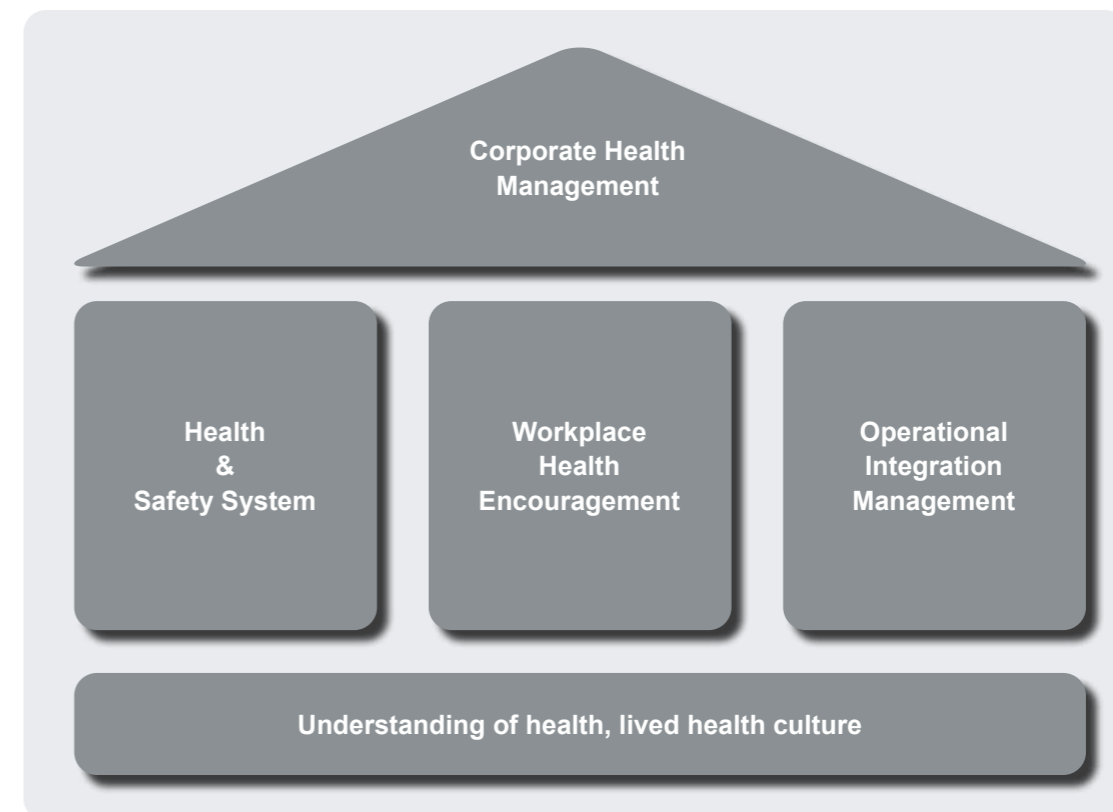 Corporate Health
Management
Health
&
Safety System
Workplace
Health
Encouragement
Operational
Integration
Management
Understanding of health, lived health culture